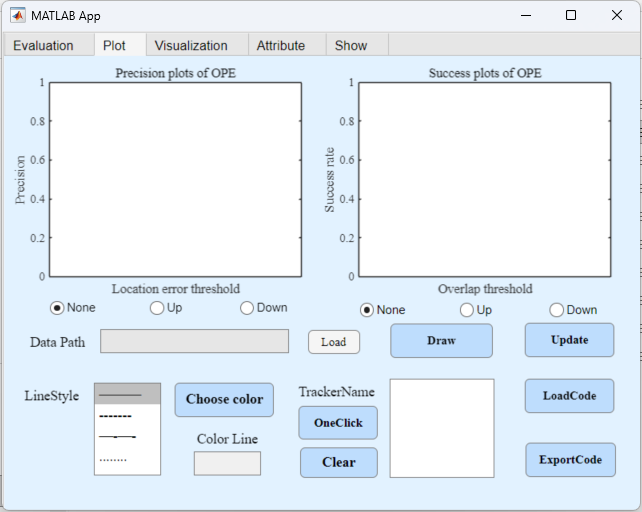 MATLAB App
Evaluation Plot Visualization Attribute Show
Precision plots of OPE
1
0.8
0.6
0.4
0.2
0
Precision
Location error threshold
Success plots of OPE
1
0.8
0.6
0.4
0.2
0
Success rate
Overlap threshold
None Up Down
None Up Down
Data Path Load Draw Update
LineStyle Choose color TrackerName LoadCode
OneClick
Color Line
Clear ExportCode